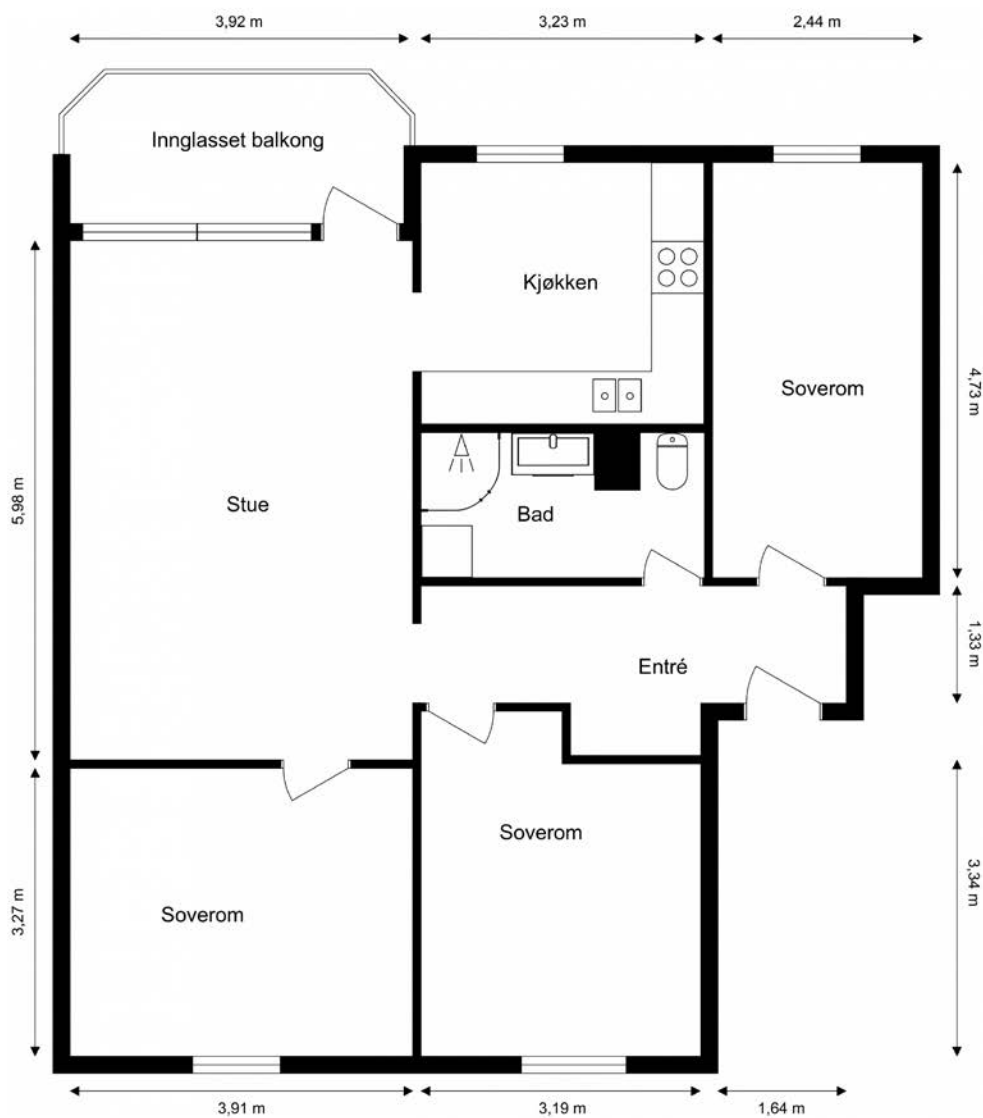 3,92 m
3,23 m
2,44 m
Innglasset balkong
Kjøkken
Soverom
4,73 m
5,98 m
Stue
Bad
1,33 m
Entré
Soverom
3,34 m
3,27 m
Soverom
3,91 m
3,19 m
1,64 m